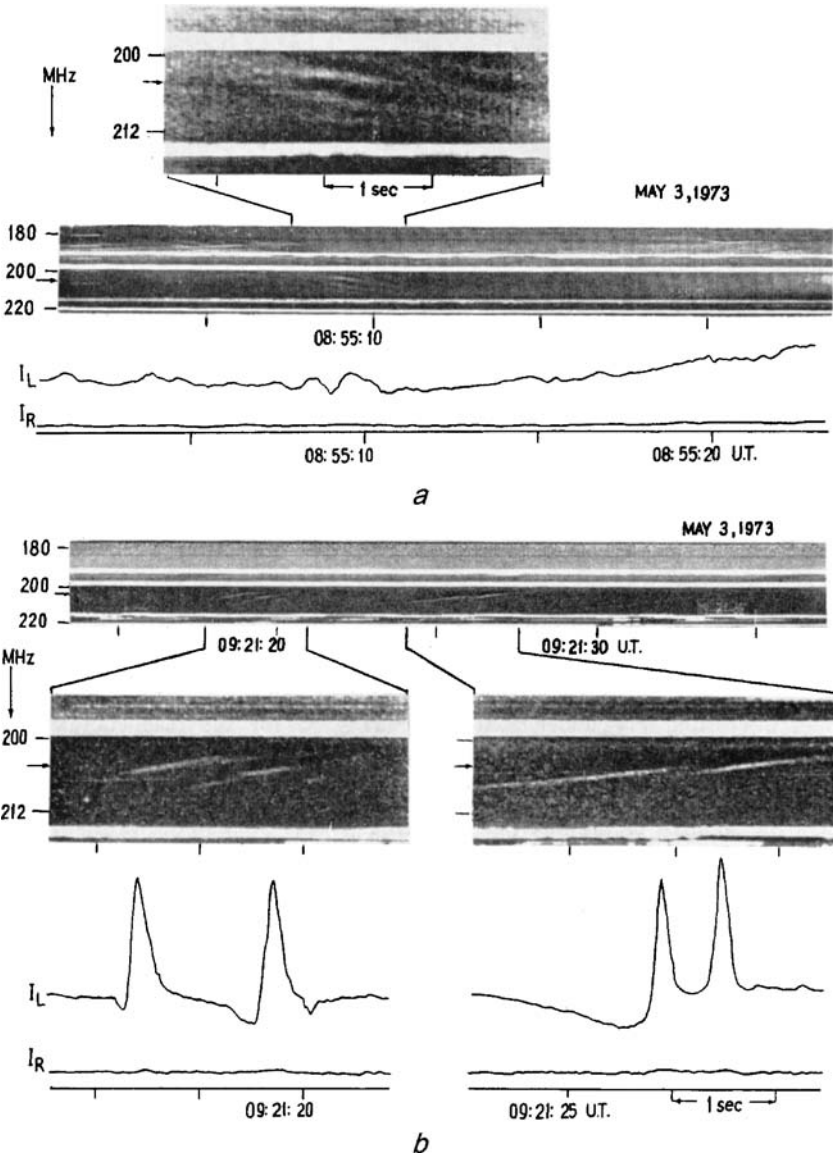 200
MHz
212
1 sec
MAY 3, 1973
180
200
220
08:55:10
I_L
I_R
08:55:10 08:55:20 U.T.
a
MAY 3, 1973
180
200
220
09:21:20 09:21:30 U.T.
MHz
200
212
I_L
I_R
09:21:20 09:21:25 U.T. 1 sec
b